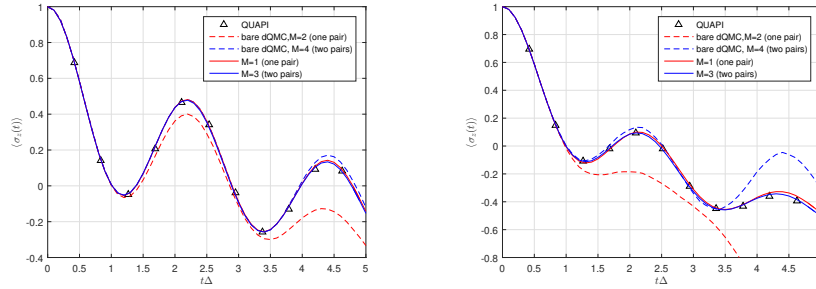 QUAPI
bare dQMC,M=2 (one pair)
bare dQMC, M=4 (two pairs)
M=1 (one pair)
M=3 (two pairs)
⟨σz(t)⟩
1
0.8
0.6
0.4
0.2
0
-0.2
-0.4
0 0.5 1 1.5 2 2.5 3 3.5 4 4.5 5
tΔ
QUAPI
bare dQMC,M=2 (one pair)
bare dQMC, M=4 (two pairs)
M=1 (one pair)
M=3 (two pairs)
⟨σz(t)⟩
1
0.8
0.6
0.4
0.2
0
-0.2
-0.4
-0.6
-0.8
0 0.5 1 1.5 2 2.5 3 3.5 4 4.5
tΔ